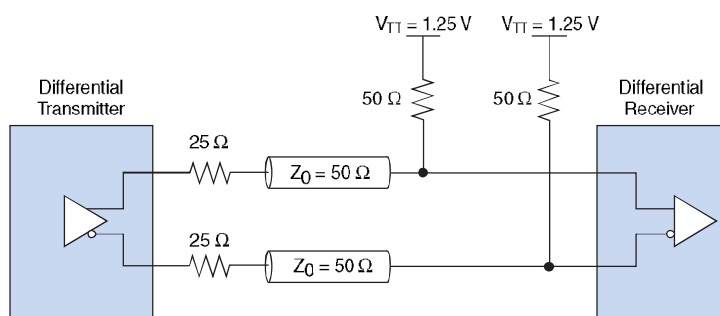 V_TT = 1.25 V
V_TT = 1.25 V
Differential
Transmitter
50 Ω
50 Ω
Differential
Receiver
25 Ω
Z_0 = 50 Ω
25 Ω
Z_0 = 50 Ω